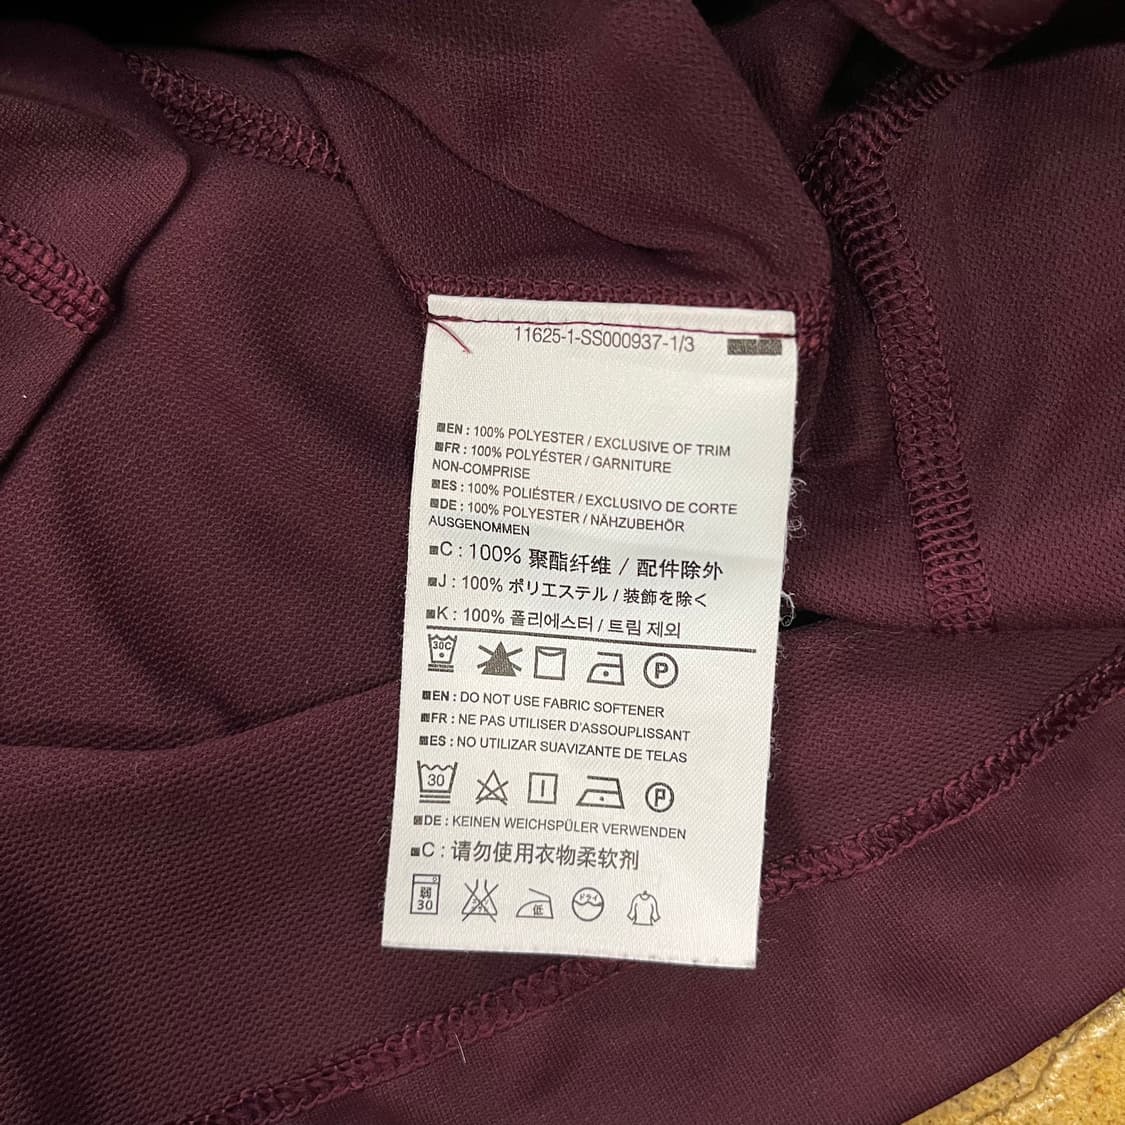 11625-1-SS000937-1/3
EN : 100% POLYESTER / EXCLUSIVE OF TRIM
FR : 100% POLYÉSTER / GARNITURE
NON-COMPRISE
ES : 100% POLIÉSTER / EXCLUSIVO DE CORTE
DE : 100% POLYESTER / NÄHZUBEHÖR
AUSGENOMMEN
C : 100% 聚酯纤维 / 配件除外
J : 100% ポリエステル / 装飾を除く
K : 100% 폴리에스터 / 트림 제외
30C P
EN : DO NOT USE FABRIC SOFTENER
FR : NE PAS UTILISER D'ASSOUPLISSANT
ES : NO UTILIZAR SUAVIZANTE DE TELAS
30 P
DE : KEINEN WEICHSPÜLER VERWENDEN
C : 请勿使用衣物柔软剂
弱 30 低 ドライ